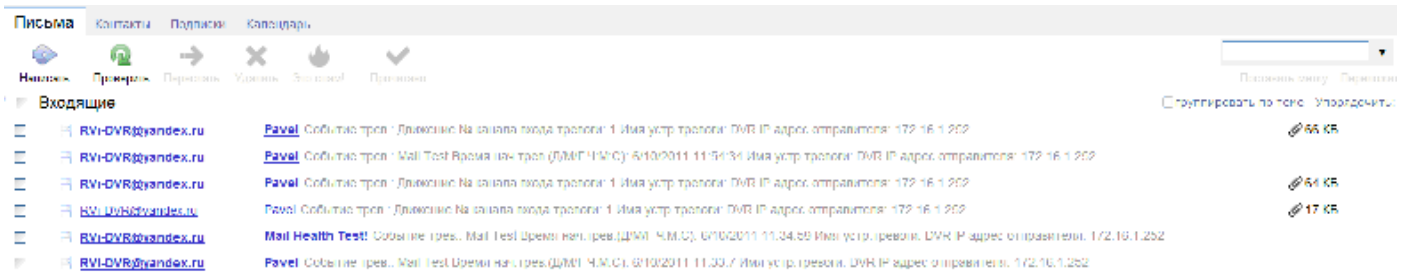 Письма Контакты Подписки Календарь
Написать Проверить Переслать Удалить Это спам! Прочитано
Входящие Группировать по теме Упорядочить:
RVi-DVR@yandex.ru Pavel Событие трев.: Движение № канала входа тревоги: 1 Имя устр тревоги: DVR IP адрес отправителя: 172.16.1.252 66 КБ
RVi-DVR@yandex.ru Pavel Событие трев.: Mail Test Время нач.трев.(Д/М/Г Ч:М:С): 6/10/2011 11:54:34 Имя устр.тревоги: DVR IP адрес отправителя: 172.16.1.252
RVi-DVR@yandex.ru Pavel Событие трев.: Движение № канала входа тревоги: 1 Имя устр тревоги: DVR IP адрес отправителя: 172.16.1.252 64 КБ
RVi-DVR@yandex.ru Pavel Событие трев.: Движение № канала входа тревоги: 1 Имя устр тревоги: DVR IP адрес отправителя: 172.16.1.252 17 КБ
RVi-DVR@yandex.ru Mail Health Test! Событие трев.: Mail Test Время нач.трев.(Д/М/Г Ч:М:С): 6/10/2011 11:34:59 Имя устр.тревоги: DVR IP адрес отправителя: 172.16.1.252
RVi-DVR@yandex.ru Pavel Событие трев.: Mail Test Время нач.трев.(Д/М/Г Ч:М:С): 6/10/2011 11:33:7 Имя устр.тревоги: DVR IP адрес отправителя: 172.16.1.252